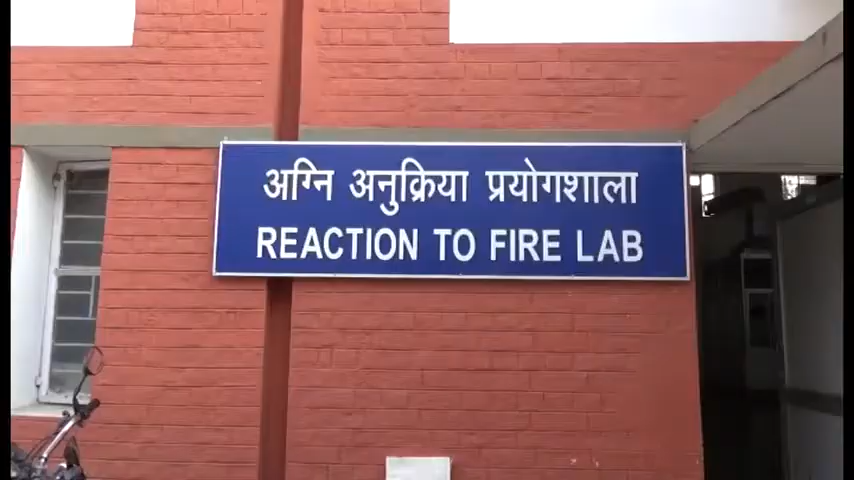 अग्नि अनुक्रिया प्रयोगशाला
REACTION TO FIRE LAB